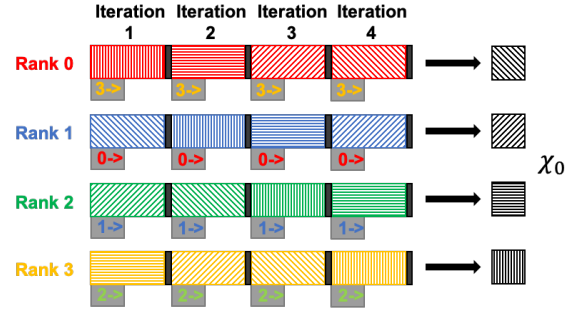 Iteration Iteration Iteration Iteration
1 2 3 4
Rank 0
3-> 3-> 3-> 3->
Rank 1
0-> 0-> 0-> 0->
Rank 2
1-> 1-> 1-> 1->
Rank 3
2-> 2-> 2-> 2->
χ₀